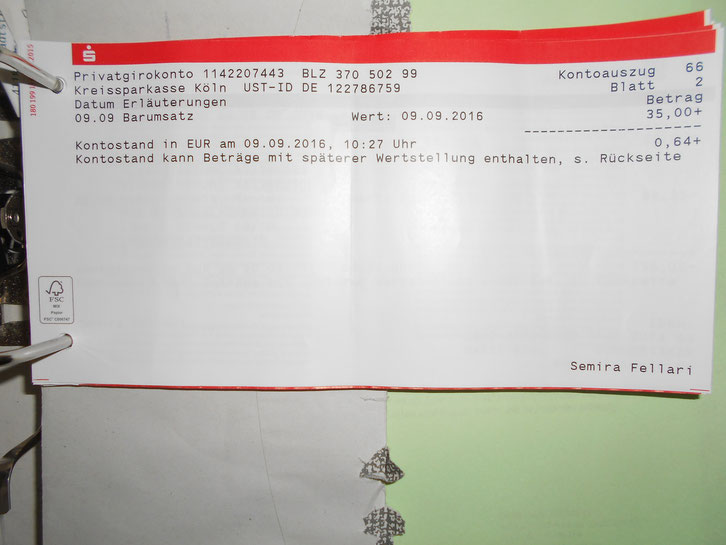 Privatgirokonto 1142207443 BLZ 370 502 99 Kontoauszug 66
Kreissparkasse Köln UST-ID DE 122786759 Blatt 2
Datum Erläuterungen Betrag
09.09 Barumsatz Wert: 09.09.2016 35,00+
Kontostand in EUR am 09.09.2016, 10:27 Uhr 0,64+
Kontostand kann Beträge mit späterer Wertstellung enthalten, s. Rückseite
FSC
Semira Fellari